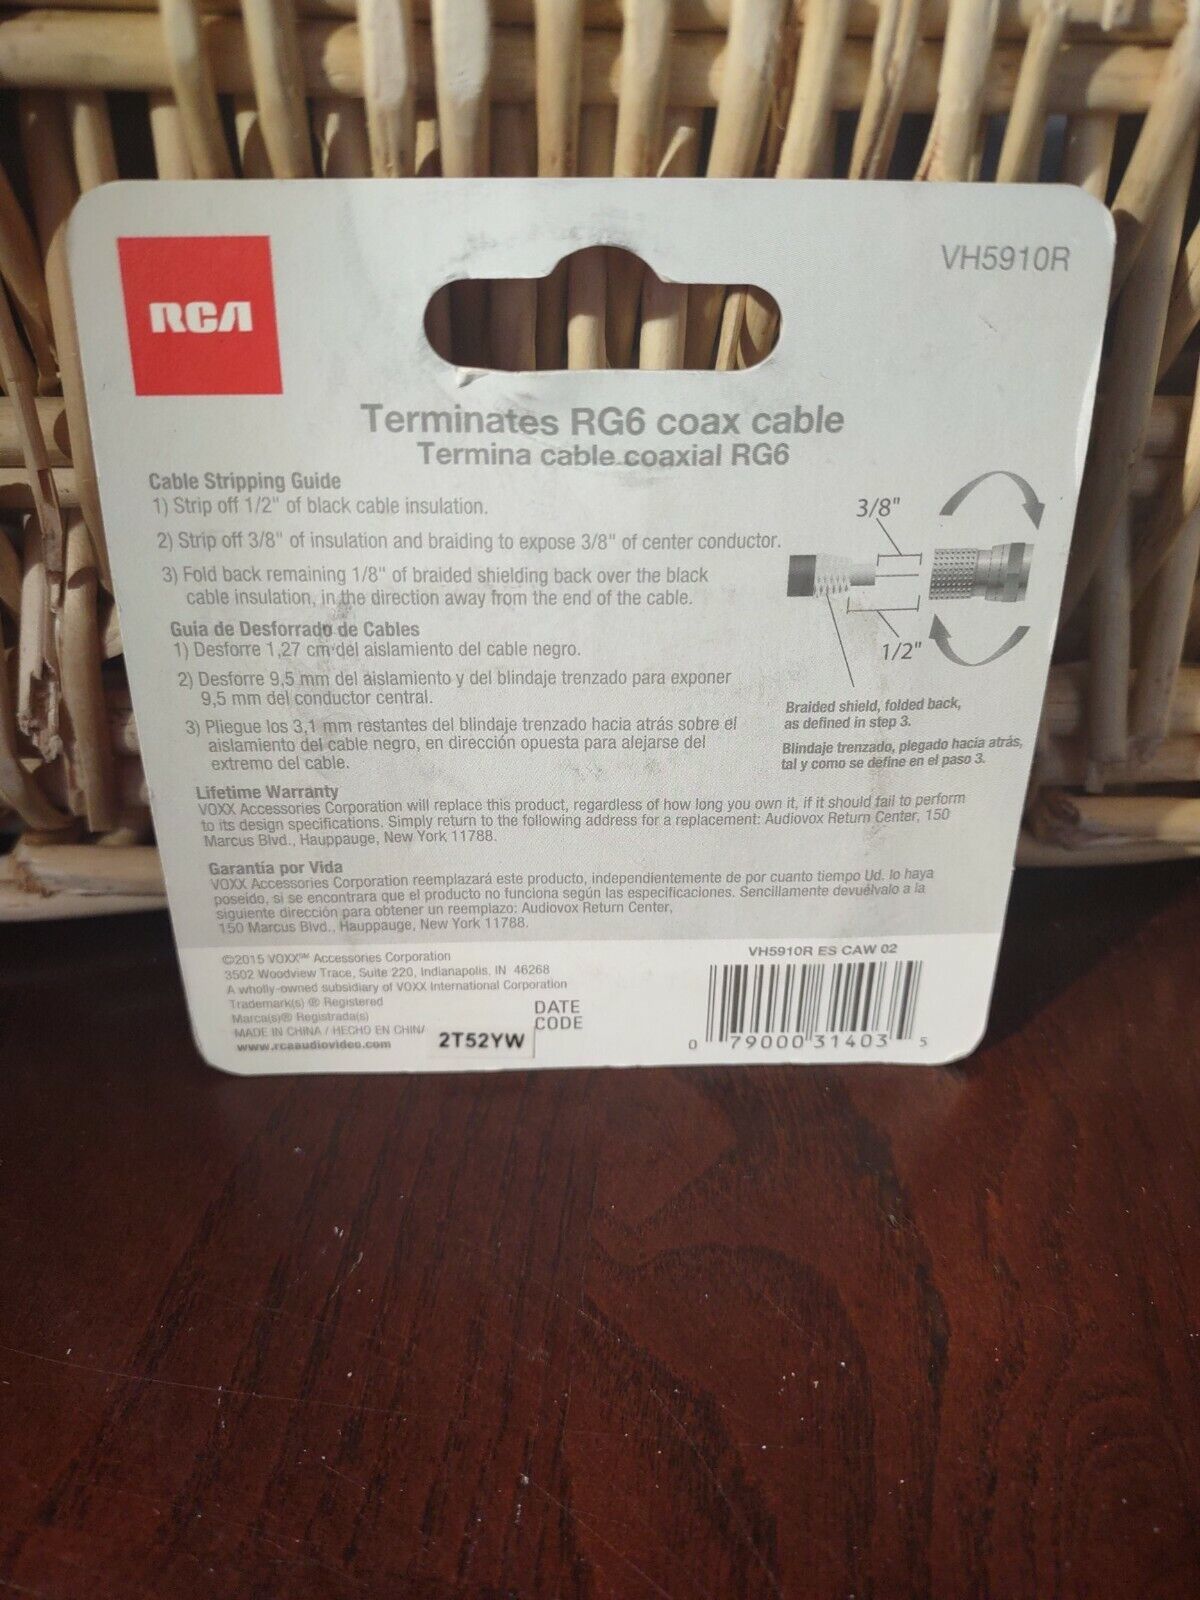 RCA
VH5910R
Terminates RG6 coax cable
Termina cable coaxial RG6
Cable Stripping Guide
1) Strip off 1/2" of black cable insulation.
2) Strip off 3/8" of insulation and braiding to expose 3/8" of center conductor.
3) Fold back remaining 1/8" of braided shielding back over the black
cable insulation, in the direction away from the end of the cable.
Guia de Desforrado de Cables
1) Desforre 1,27 cm del aislamiento del cable negro.
2) Desforre 9,5 mm del aislamiento y del blindaje trenzado para exponer
9,5 mm del conductor central.
3) Pliegue los 3,1 mm restantes del blindaje trenzado hacia atrás sobre el
aislamiento del cable negro, en dirección opuesta para alejarse del
extremo del cable.
3/8"
1/2"
Braided shield, folded back,
as defined in step 3.
Blindaje trenzado, plegado hacia atrás,
tal y como se define en el paso 3.
Lifetime Warranty
VOXX Accessories Corporation will replace this product, regardless of how long you own it, if it should fail to perform
to its design specifications. Simply return to the following address for a replacement: Audiovox Return Center, 150
Marcus Blvd., Hauppauge, New York 11788.
Garantía por Vida
VOXX Accessories Corporation reemplazará este producto, independientemente de por cuanto tiempo Ud. lo haya
poseido, si se encontrara que el producto no funciona según las especificaciones. Sencillamente devuélvalo a la
siguiente dirección para obtener un reemplazo: Audiovox Return Center,
150 Marcus Blvd., Hauppauge, New York 11788.
©2015 VOXX℠ Accessories Corporation
3502 Woodview Trace, Suite 220, Indianapolis, IN 46268
A wholly-owned subsidiary of VOXX International Corporation
Trademark(s) ® Registered
Marca(s)® Registrada(s)
MADE IN CHINA / HECHO EN CHINA
www.rcaaudiovideo.com
DATE
CODE
2T52YW
VH5910R ES CAW 02
0 79000 31403 5